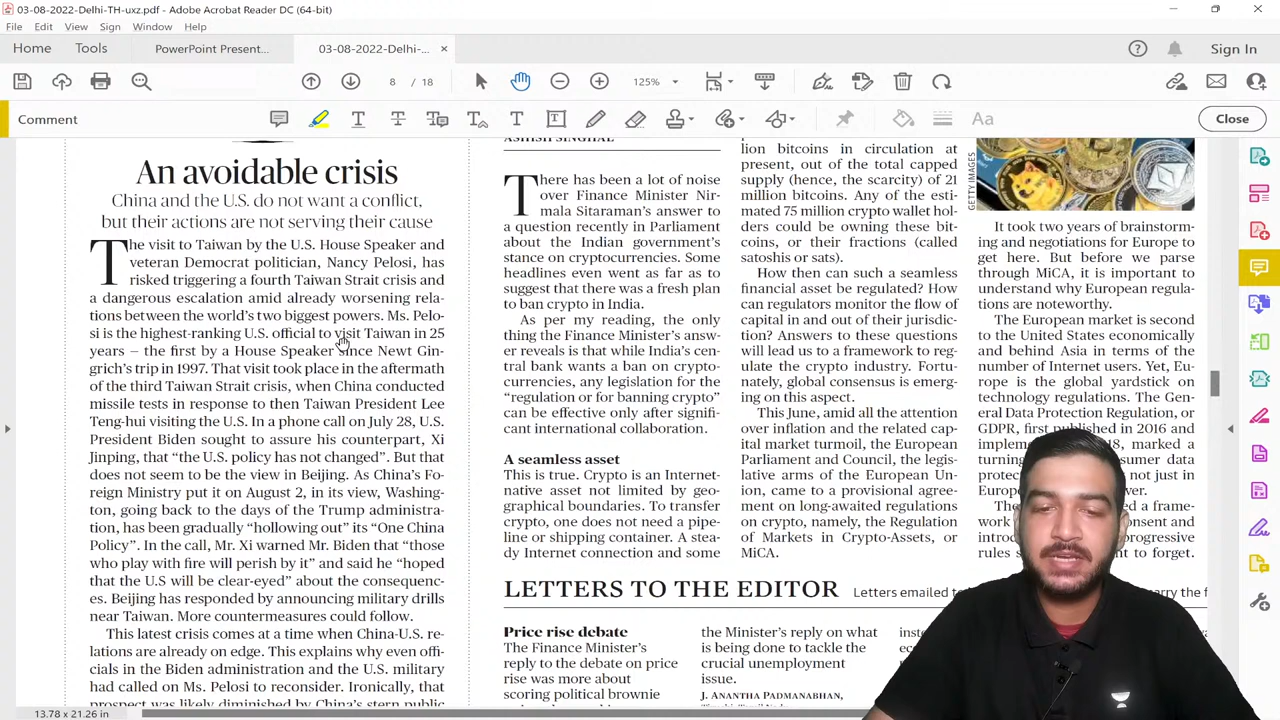 03-08-2022-Delhi-TH-uxz.pdf - Adobe Acrobat Reader DC (64-bit)
File Edit View Sign Window Help
Home Tools PowerPoint Present... 03-08-2022-Delhi-... × Sign In
8 / 18 125%
Comment Close
An avoidable crisis
China and the U.S. do not want a conflict,
but their actions are not serving their cause
The visit to Taiwan by the U.S. House Speaker and
veteran Democrat politician, Nancy Pelosi, has
risked triggering a fourth Taiwan Strait crisis and
a dangerous escalation amid already worsening rela-
tions between the world's two biggest powers. Ms. Pelo-
si is the highest-ranking U.S. official to visit Taiwan in 25
years – the first by a House Speaker since Newt Gin-
grich's trip in 1997. That visit took place in the aftermath
of the third Taiwan Strait crisis, when China conducted
missile tests in response to then Taiwan President Lee
Teng-hui visiting the U.S. In a phone call on July 28, U.S.
President Biden sought to assure his counterpart, Xi
Jinping, that "the U.S. policy has not changed". But that
does not seem to be the view in Beijing. As China's Fo-
reign Ministry put it on August 2, in its view, Washing-
ton, going back to the days of the Trump administra-
tion, has been gradually "hollowing out" its "One China
Policy". In the call, Mr. Xi warned Mr. Biden that "those
who play with fire will perish by it" and said he "hoped
that the U.S will be clear-eyed" about the consequenc-
es. Beijing has responded by announcing military drills
near Taiwan. More countermeasures could follow.
This latest crisis comes at a time when China-U.S. re-
lations are already on edge. This explains why even offi-
cials in the Biden administration and the U.S. military
had called on Ms. Pelosi to reconsider. Ironically, that
prospect was likely diminished by China's stern public
ASHISH SINGHAL
There has been a lot of noise
over Finance Minister Nir-
mala Sitaraman's answer to
a question recently in Parliament
about the Indian government's
stance on cryptocurrencies. Some
headlines even went as far as to
suggest that there was a fresh plan
to ban crypto in India.
As per my reading, the only
thing the Finance Minister's answ-
er reveals is that while India's cen-
tral bank wants a ban on crypto-
currencies, any legislation for the
"regulation or for banning crypto"
can be effective only after signifi-
cant international collaboration.
A seamless asset
This is true. Crypto is an Internet-
native asset not limited by geo-
graphical boundaries. To transfer
crypto, one does not need a pipe-
line or shipping container. A stea-
dy Internet connection and some
lion bitcoins in circulation at
present, out of the total capped
supply (hence, the scarcity) of 21
million bitcoins. Any of the esti-
mated 75 million crypto wallet hol-
ders could be owning these bit-
coins, or their fractions (called
satoshis or sats).
How then can such a seamless
financial asset be regulated? How
can regulators monitor the flow of
capital in and out of their jurisdic-
tion? Answers to these questions
will lead us to a framework to reg-
ulate the crypto industry. Fortu-
nately, global consensus is emerg-
ing on this aspect.
This June, amid all the attention
over inflation and the related cap-
ital market turmoil, the European
Parliament and Council, the legis-
lative arms of the European Un-
ion, came to a provisional agree-
ment on long-awaited regulations
on crypto, namely, the Regulation
of Markets in Crypto-Assets, or
MiCA.
GETTY IMAGES
It took two years of brainstorm-
ing and negotiations for Europe to
get here. But before we parse
through MiCA, it is important to
understand why European regula-
tions are noteworthy.
The European market is second
to the United States economically
and behind Asia in terms of the
number of Internet users. Yet, Eu-
rope is the global yardstick on
technology regulations. The Gen-
eral Data Protection Regulation, or
GDPR, first published in 2016 and
marked a
turning consumer data
not just in
The a frame-
work consent and
progressive
rules to forget.
LETTERS TO THE EDITOR
Letters emailed to carry the f
Price rise debate
The Finance Minister's
reply to the debate on price
rise was more about
scoring political brownie
the Minister's reply on what
is being done to tackle the
crucial unemployment
issue.
J. ANANTHA PADMANABHAN,
13.78 x 21.26 in